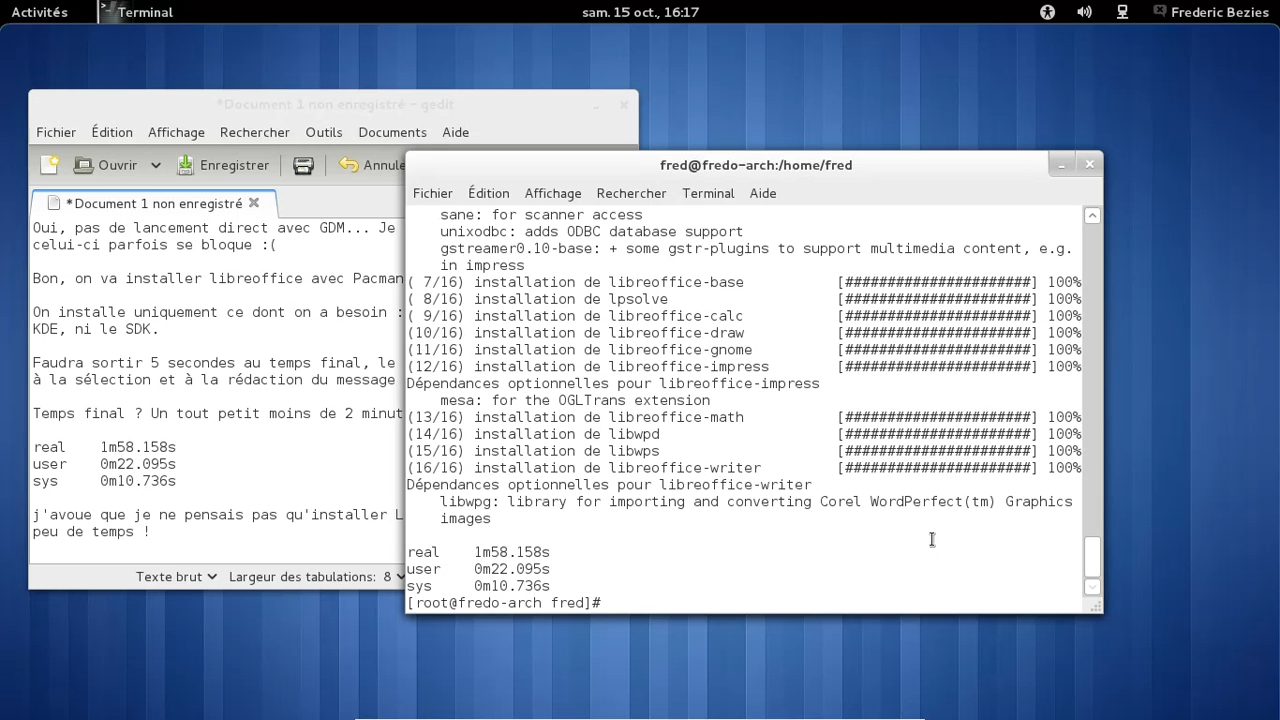 Activités
Terminal
sam. 15 oct., 16:17
Frederic Bezies
*Document 1 non enregistré - gedit
Fichier Édition Affichage Rechercher Outils Documents Aide
Ouvrir Enregistrer Annule
*Document 1 non enregistré
Oui, pas de lancement direct avec GDM... Je
celui-ci parfois se bloque :(
Bon, on va installer libreoffice avec Pacman
On installe uniquement ce dont on a besoin :
KDE, ni le SDK.
Faudra sortir 5 secondes au temps final, le
à la sélection et à la rédaction du message
Temps final ? Un tout petit moins de 2 minut
real 1m58.158s
user 0m22.095s
sys 0m10.736s
j'avoue que je ne pensais pas qu'installer L
peu de temps !
Texte brut Largeur des tabulations: 8
fred@fredo-arch:/home/fred
Fichier Édition Affichage Rechercher Terminal Aide
sane: for scanner access
unixodbc: adds ODBC database support
gstreamer0.10-base: + some gstr-plugins to support multimedia content, e.g.
in impress
( 7/16) installation de libreoffice-base [######################] 100%
( 8/16) installation de lpsolve [######################] 100%
( 9/16) installation de libreoffice-calc [######################] 100%
(10/16) installation de libreoffice-draw [######################] 100%
(11/16) installation de libreoffice-gnome [######################] 100%
(12/16) installation de libreoffice-impress [######################] 100%
Dépendances optionnelles pour libreoffice-impress
mesa: for the OGLTrans extension
(13/16) installation de libreoffice-math [######################] 100%
(14/16) installation de libwpd [######################] 100%
(15/16) installation de libwps [######################] 100%
(16/16) installation de libreoffice-writer [######################] 100%
Dépendances optionnelles pour libreoffice-writer
libwpg: library for importing and converting Corel WordPerfect(tm) Graphics
images
real 1m58.158s
user 0m22.095s
sys 0m10.736s
[root@fredo-arch fred]#